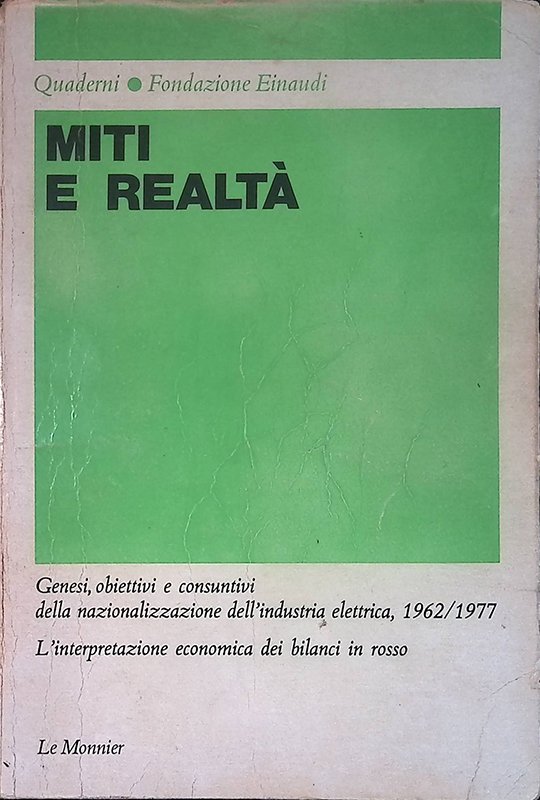 Quaderni ● Fondazione Einaudi
MITI
E REALTÀ
Genesi, obiettivi e consuntivi
della nazionalizzazione dell'industria elettrica, 1962/1977
L'interpretazione economica dei bilanci in rosso
Le Monnier